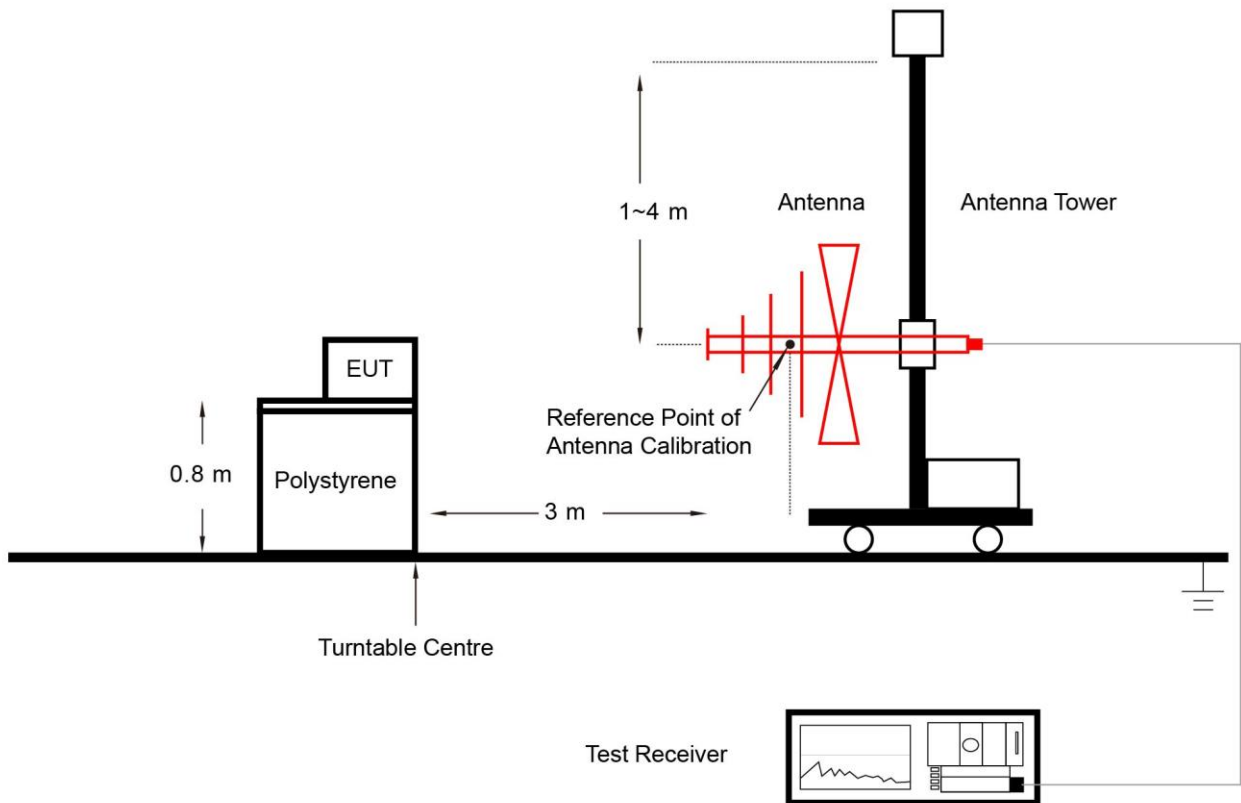 1~4 m
Antenna
Antenna Tower
EUT
Reference Point of
Antenna Calibration
0.8 m
Polystyrene
3 m
Turntable Centre
Test Receiver